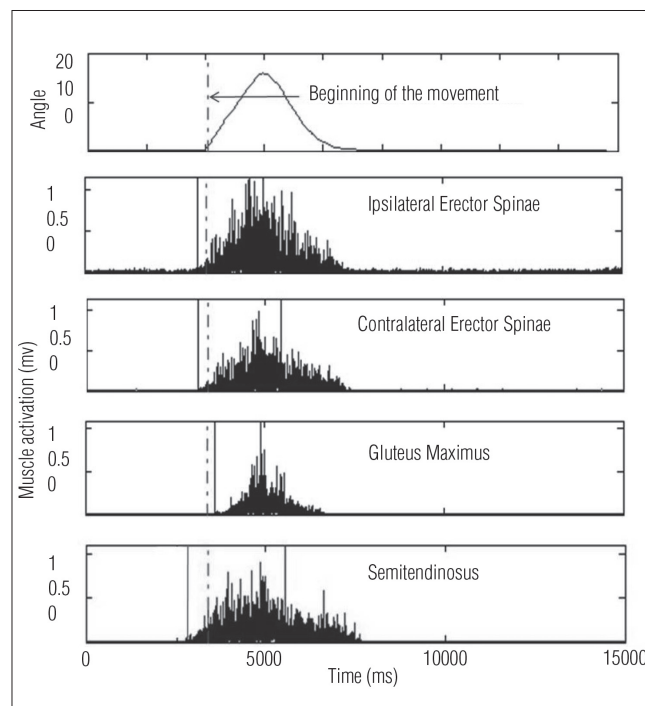 20
10
0
Angle
Beginning of the movement
1
0.5
0
Ipsilateral Erector Spinae
1
0.5
0
Contralateral Erector Spinae
Muscle activation (mv)
1
0.5
0
Gluteus Maximus
1
0.5
0
Semitendinosus
0 5000 10000 15000
Time (ms)